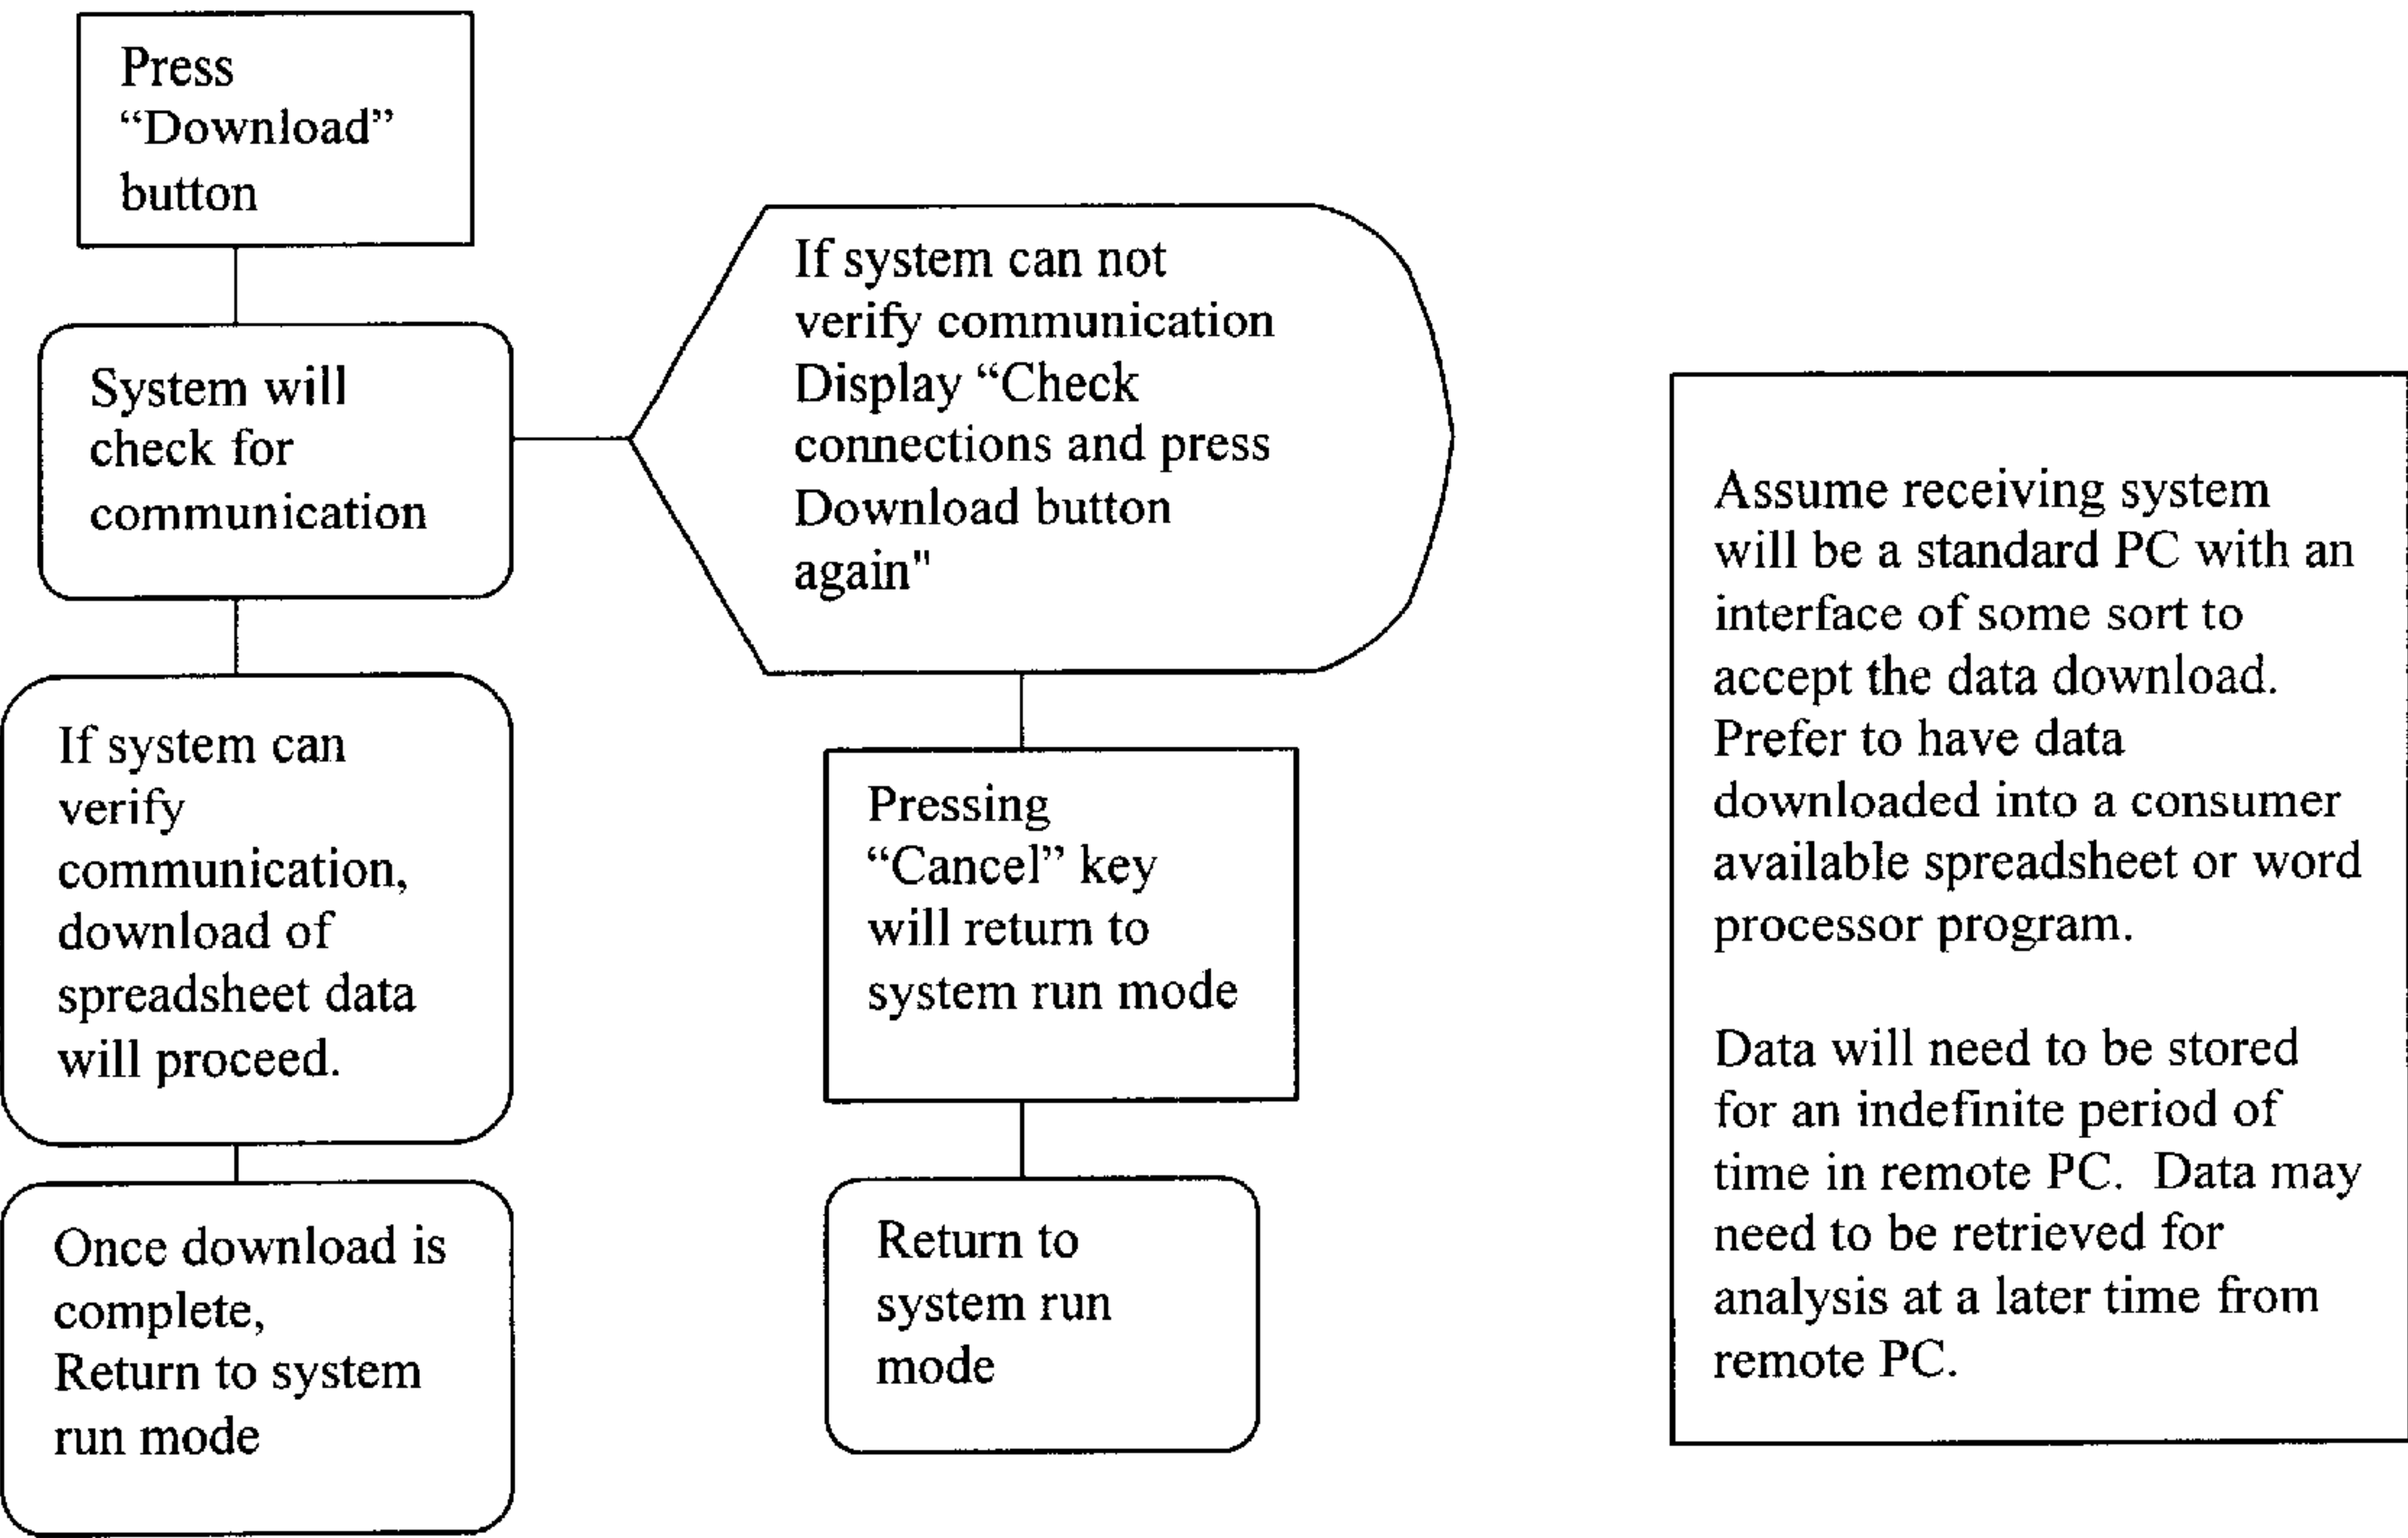 Press
“Download”
button
System will
check for
communication
If system can
verify
communication,
download of
spreadsheet data
will proceed.
Once download is
complete,
Return to system
run mode
If system can not
verify communication
Display “Check
connections and press
Download button
again"
Pressing
“Cancel” key
will return to
system run mode
Return to
system run
mode
Assume receiving system
will be a standard PC with an
interface of some sort to
accept the data download.
Prefer to have data
downloaded into a consumer
available spreadsheet or word
processor program.
Data will need to be stored
for an indefinite period of
time in remote PC.  Data may
need to be retrieved for
analysis at a later time from
remote PC.